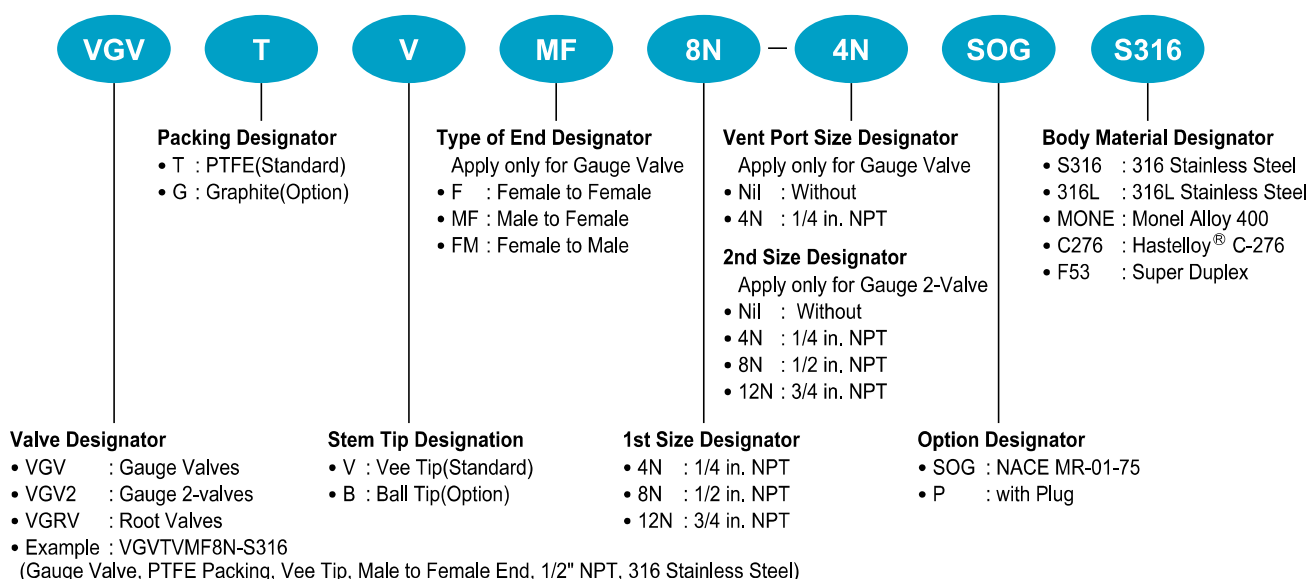 VGV T V MF 8N – 4N SOG S316
Packing Designator
• T : PTFE(Standard)
• G : Graphite(Option)
Type of End Designator
Apply only for Gauge Valve
• F : Female to Female
• MF : Male to Female
• FM : Female to Male
Vent Port Size Designator
Apply only for Gauge Valve
• Nil : Without
• 4N : 1/4 in. NPT
2nd Size Designator
Apply only for Gauge 2-Valve
• Nil : Without
• 4N : 1/4 in. NPT
• 8N : 1/2 in. NPT
• 12N : 3/4 in. NPT
Body Material Designator
• S316 : 316 Stainless Steel
• 316L : 316L Stainless Steel
• MONE : Monel Alloy 400
• C276 : Hastelloy® C-276
• F53 : Super Duplex
Valve Designator
• VGV : Gauge Valves
• VGV2 : Gauge 2-valves
• VGRV : Root Valves
• Example : VGVTVMF8N-S316
(Gauge Valve, PTFE Packing, Vee Tip, Male to Female End, 1/2" NPT, 316 Stainless Steel)
Stem Tip Designation
• V : Vee Tip(Standard)
• B : Ball Tip(Option)
1st Size Designator
• 4N : 1/4 in. NPT
• 8N : 1/2 in. NPT
• 12N : 3/4 in. NPT
Option Designator
• SOG : NACE MR-01-75
• P : with Plug